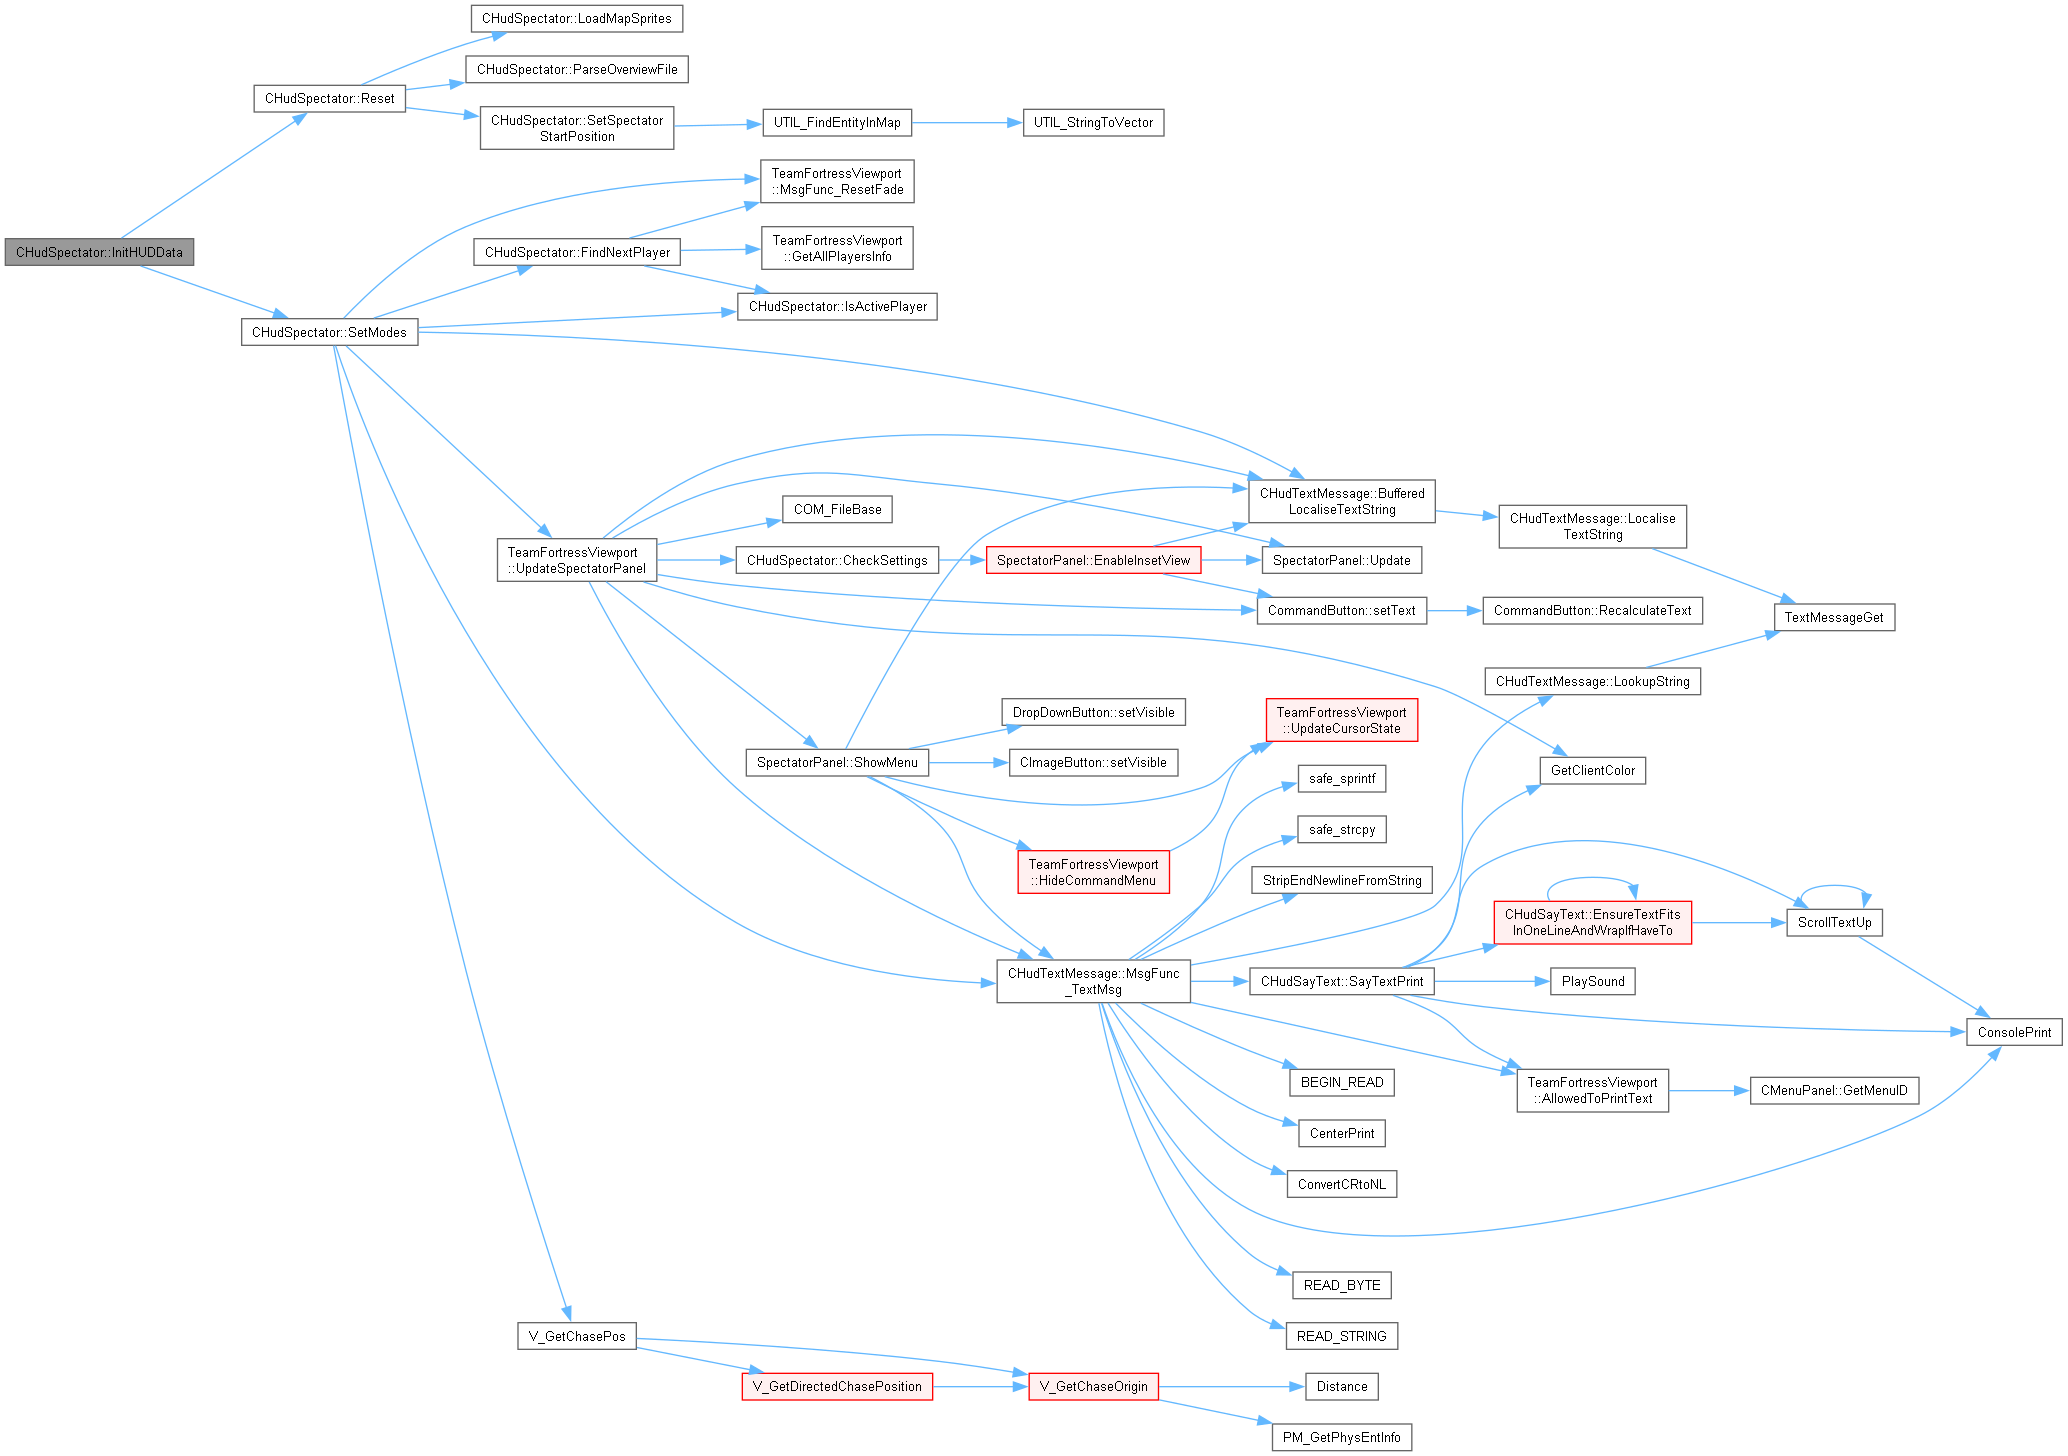 CHudSpectator::LoadMapSprites
CHudSpectator::ParseOverviewFile
CHudSpectator::Reset
CHudSpectator::SetSpectator
StartPosition
UTIL_FindEntityInMap
UTIL_StringToVector
TeamFortressViewport
::MsgFunc_ResetFade
CHudSpectator::InitHUDData
CHudSpectator::FindNextPlayer
TeamFortressViewport
::GetAllPlayersInfo
CHudSpectator::IsActivePlayer
CHudSpectator::SetModes
CHudTextMessage::Buffered
LocaliseTextString
COM_FileBase
CHudTextMessage::Localise
TextString
TeamFortressViewport
::UpdateSpectatorPanel
CHudSpectator::CheckSettings
SpectatorPanel::EnableInsetView
SpectatorPanel::Update
CommandButton::setText
CommandButton::RecalculateText
TextMessageGet
CHudTextMessage::LookupString
DropDownButton::setVisible
TeamFortressViewport
::UpdateCursorState
SpectatorPanel::ShowMenu
CImageButton::setVisible
GetClientColor
safe_sprintf
safe_strcpy
TeamFortressViewport
::HideCommandMenu
StripEndNewlineFromString
CHudSayText::EnsureTextFits
InOneLineAndWrapIfHaveTo
ScrollTextUp
CHudTextMessage::MsgFunc
_TextMsg
CHudSayText::SayTextPrint
PlaySound
ConsolePrint
BEGIN_READ
TeamFortressViewport
::AllowedToPrintText
CMenuPanel::GetMenuID
CenterPrint
ConvertCRtoNL
READ_BYTE
READ_STRING
V_GetChasePos
V_GetDirectedChasePosition
V_GetChaseOrigin
Distance
PM_GetPhysEntInfo